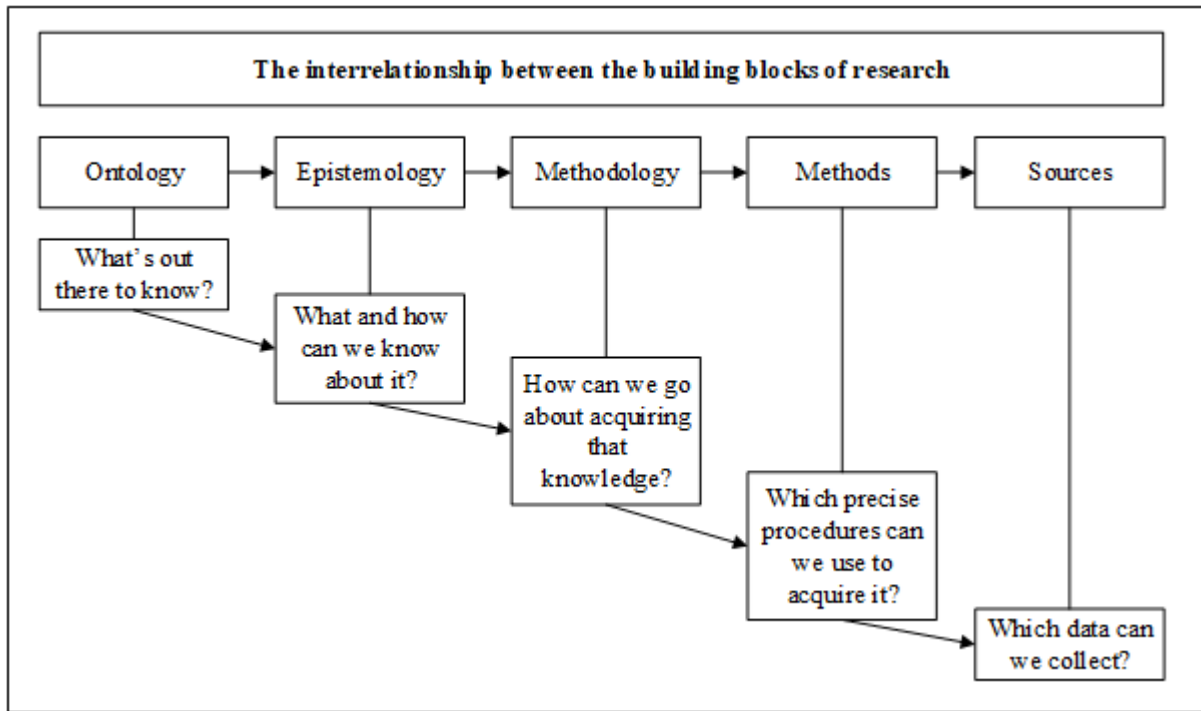 The interrelationship between the building blocks of research
Ontology
Epistemology
Methodology
Methods
Sources
What's out
there to know?
What and how
can we know
about it?
How can we go
about acquiring
that
knowledge?
Which precise
procedures can
we use to
acquire it?
Which data can
we collect?